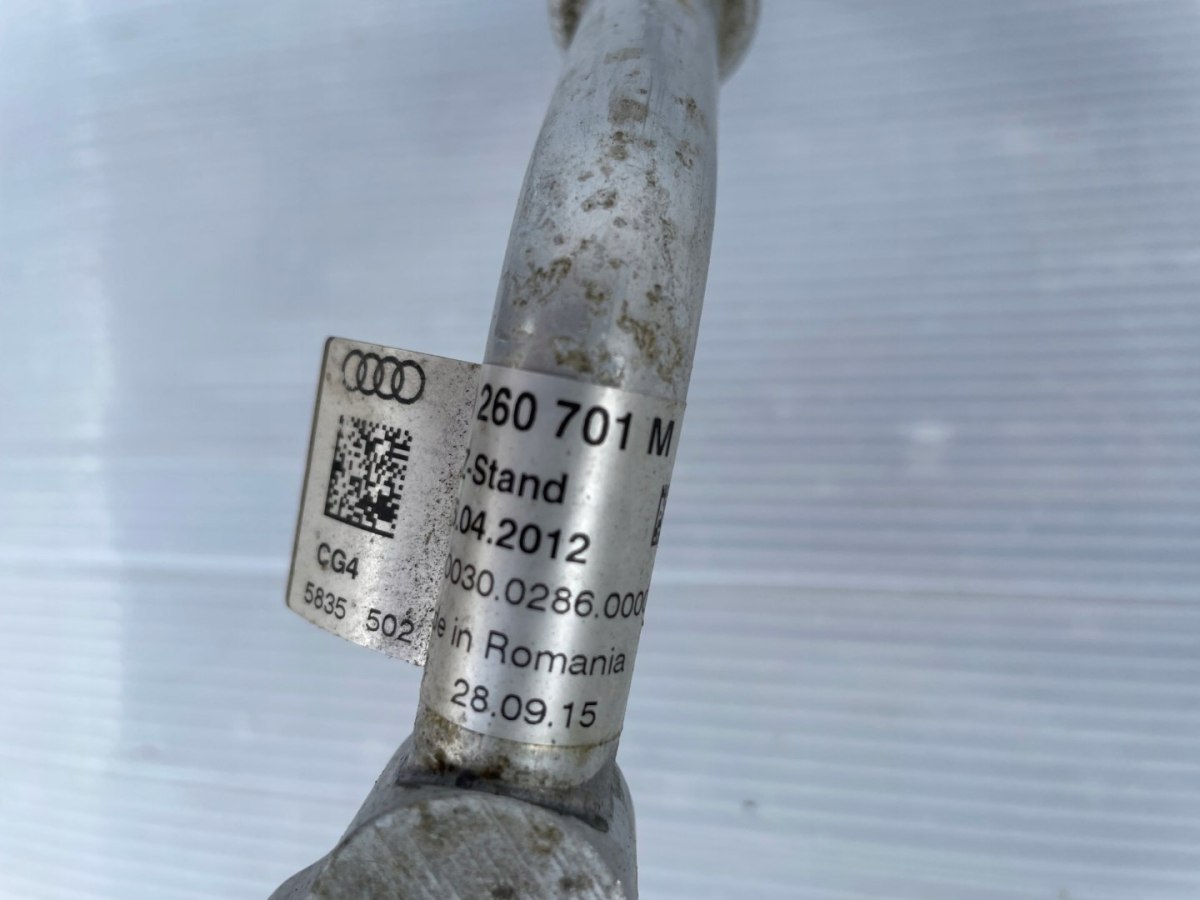 260 701 M
-Stand
.04.2012
0030.0286.000
CG4
5835 502
in Romania
28.09.15